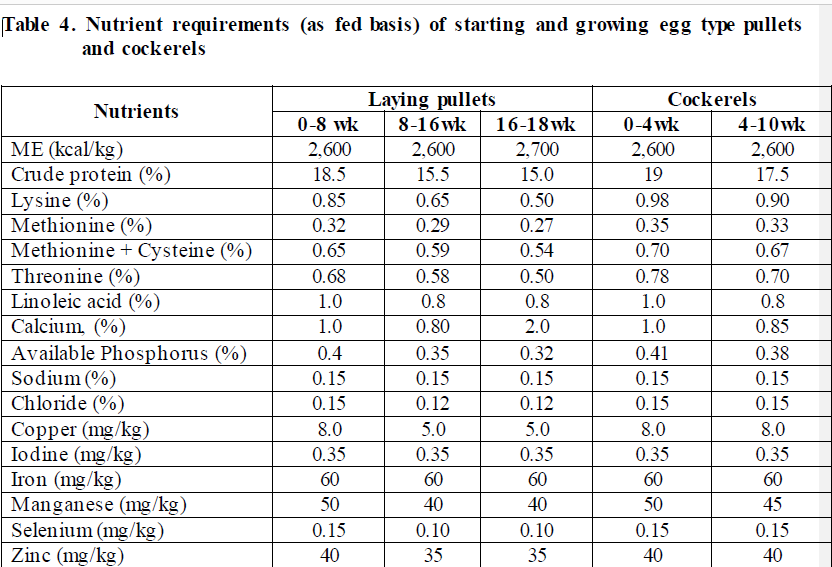 Table 4. Nutrient requirements (as fed basis) of starting and growing egg type pullets
and cockerels
Nutrients Laying pullets Cockerels
0-8 wk 8-16wk 16-18wk 0-4wk 4-10wk
ME (kcal/kg) 2,600 2,600 2,700 2,600 2,600
Crude protein (%) 18.5 15.5 15.0 19 17.5
Lysine (%) 0.85 0.65 0.50 0.98 0.90
Methionine (%) 0.32 0.29 0.27 0.35 0.33
Methionine + Cysteine (%) 0.65 0.59 0.54 0.70 0.67
Threonine (%) 0.68 0.58 0.50 0.78 0.70
Linoleic acid (%) 1.0 0.8 0.8 1.0 0.8
Calcium, (%) 1.0 0.80 2.0 1.0 0.85
Available Phosphorus (%) 0.4 0.35 0.32 0.41 0.38
Sodium (%) 0.15 0.15 0.15 0.15 0.15
Chloride (%) 0.15 0.12 0.12 0.15 0.15
Copper (mg/kg) 8.0 5.0 5.0 8.0 8.0
Iodine (mg/kg) 0.35 0.35 0.35 0.35 0.35
Iron (mg/kg) 60 60 60 60 60
Manganese (mg/kg) 50 40 40 50 45
Selenium (mg/kg) 0.15 0.10 0.10 0.15 0.15
Zinc (mg/kg) 40 35 35 40 40